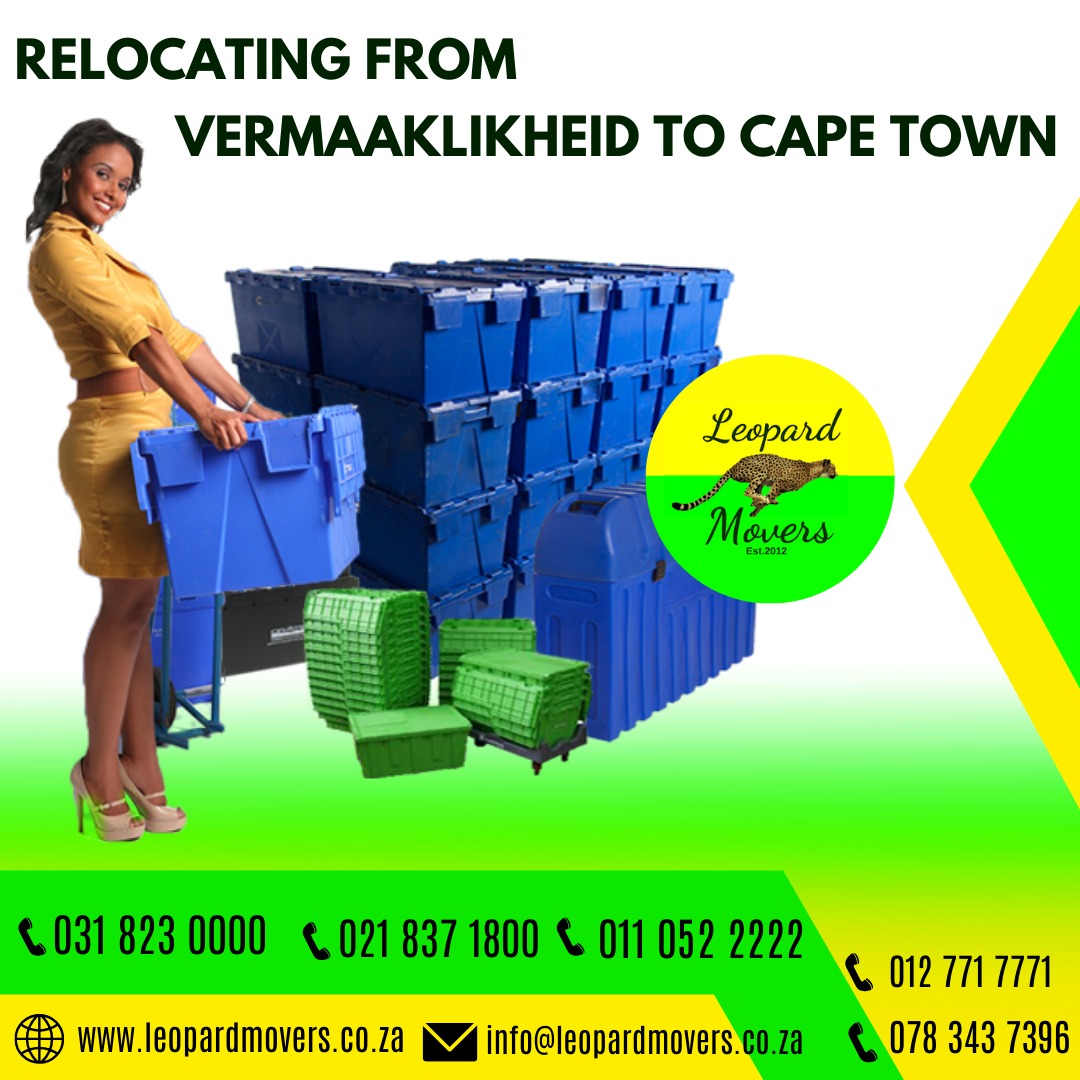 RELOCATING FROM
VERMAAKLIKHEID TO CAPE TOWN
Leopard
Movers
Est.2012
031 823 0000
021 837 1800
011 052 2222
012 771 7771
www.leopardmovers.co.za
info@leopardmovers.co.za
078 343 7396